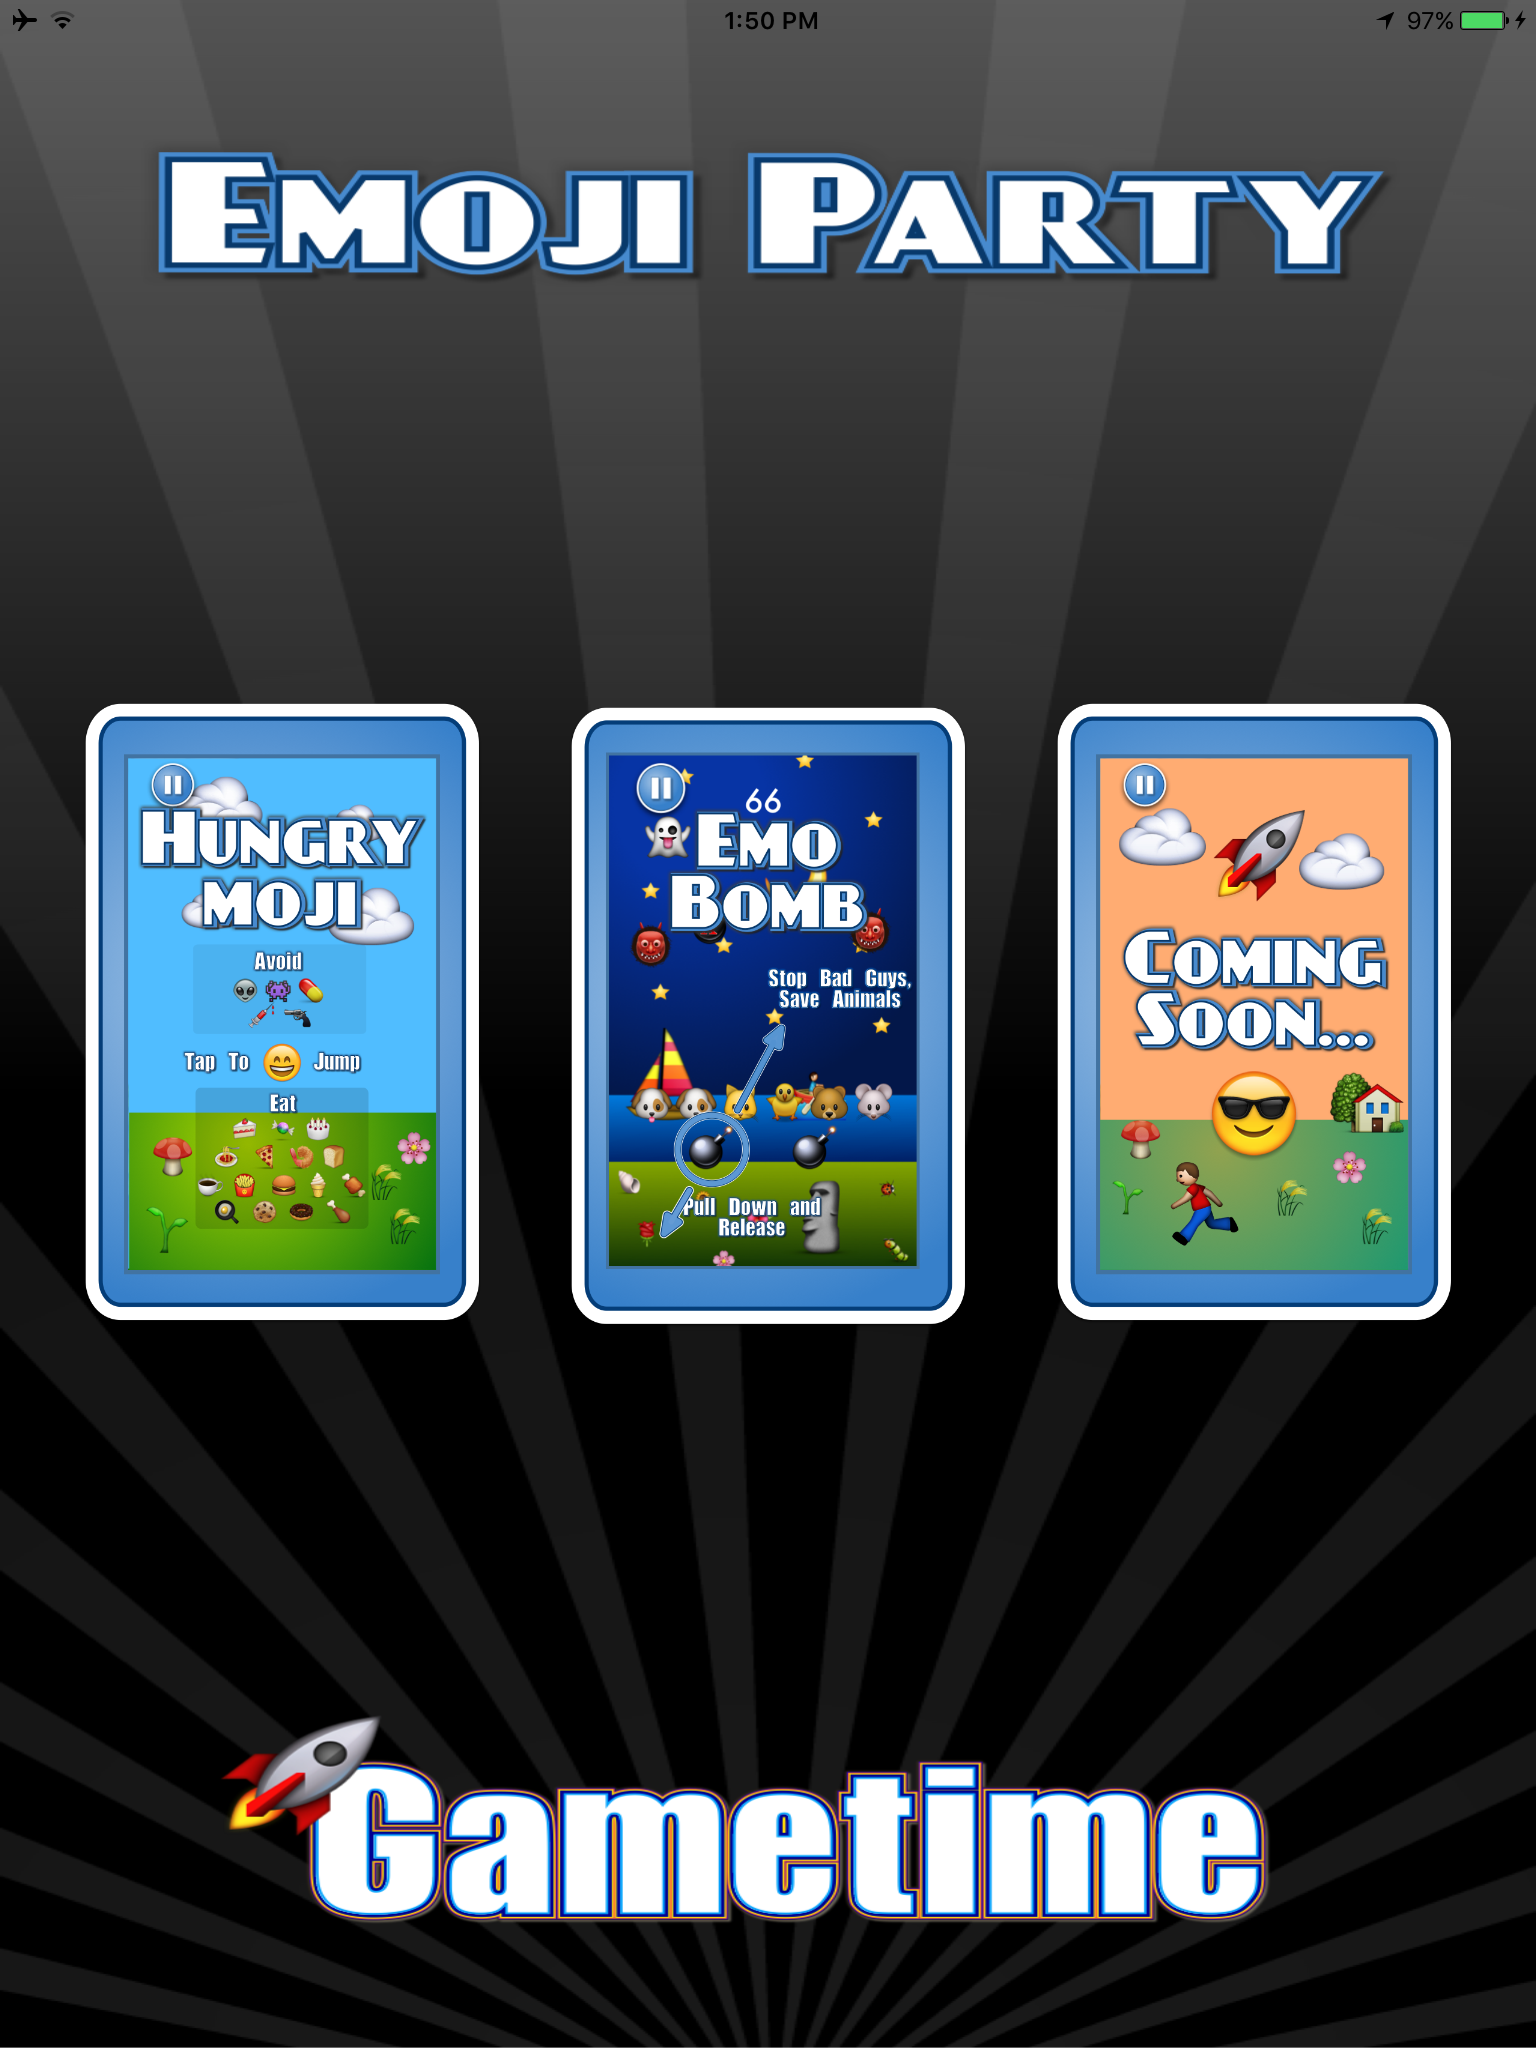 1:50 PM
97%
Emoji Party
Hungry
moji
Avoid
Tap To Jump
Eat
66
Emo
Bomb
Stop Bad Guys,
Save Animals
Pull Down and
Release
Coming
Soon...
Gametime